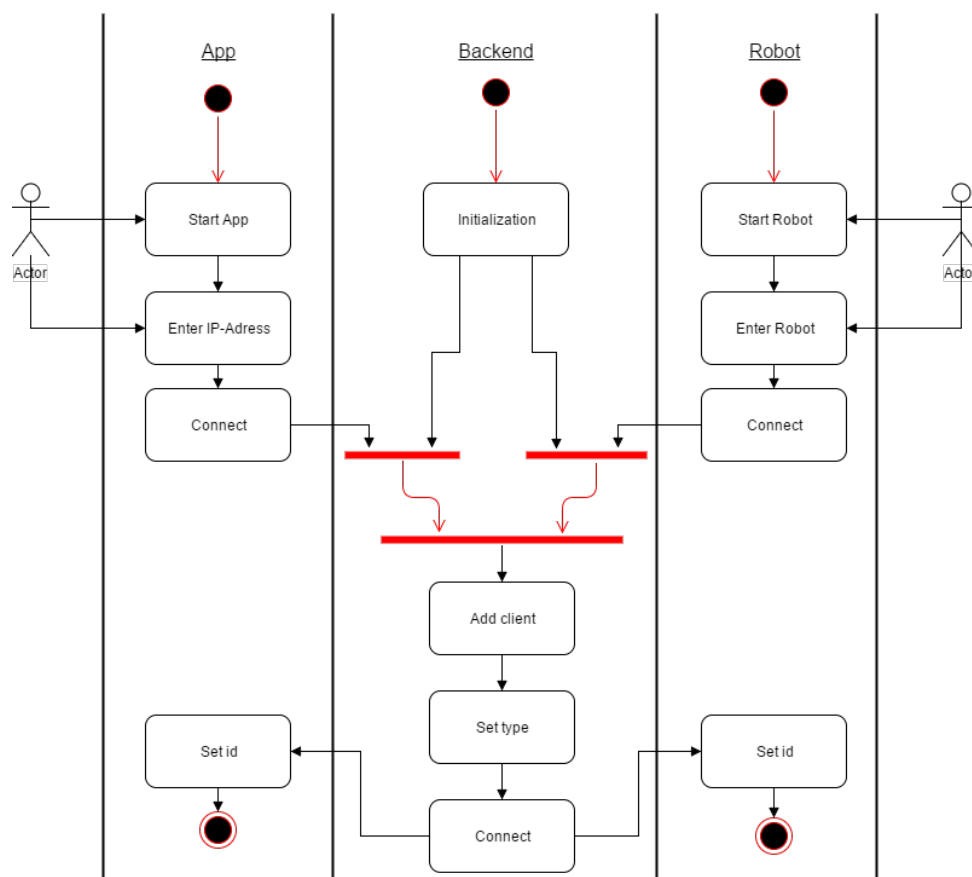 App
Backend
Robot
Start App
Initialization
Start Robot
Actor
Acto
Enter IP-Adress
Enter Robot
Connect
Connect
Add client
Set type
Set id
Set id
Connect